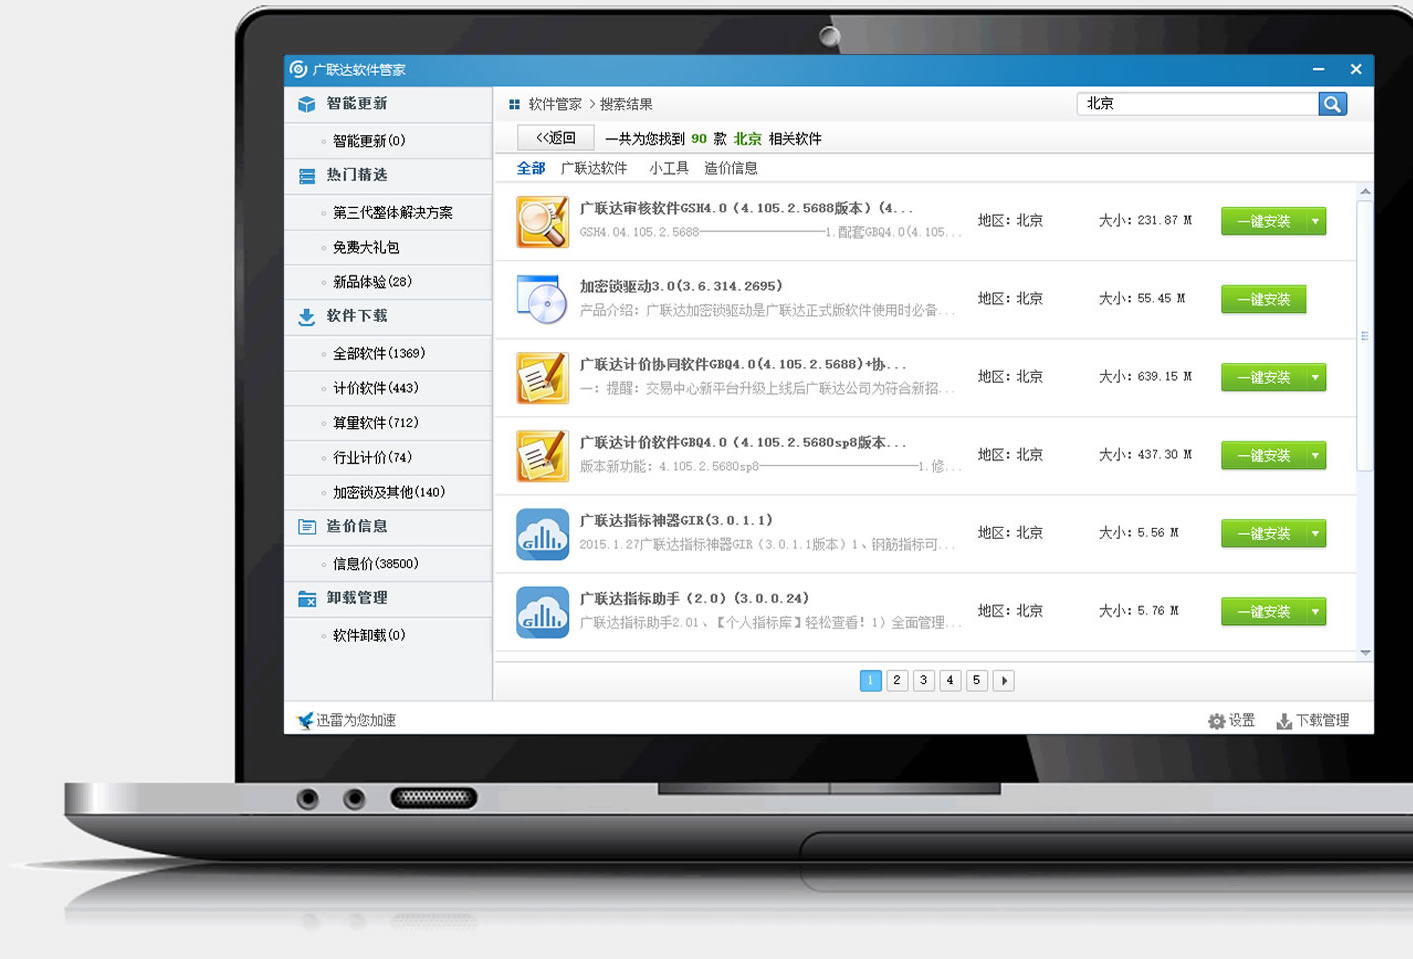 广联达软件管家
智能更新
智能更新(0)
热门精选
第三代整体解决方案
免费大礼包
新品体验(28)
软件下载
全部软件(1369)
计价软件(443)
算量软件(712)
行业计价(74)
加密锁及其他(140)
造价信息
信息价(38500)
卸载管理
软件卸载(0)
迅雷为您加速
软件管家 > 搜索结果
北京
<<返回 一共为您找到 90 款 北京 相关软件
全部 广联达软件 小工具 造价信息
广联达审核软件GSH4.0（4.105.2.5688版本）(4...
GSH4.04.105.2.5688——————————1.配套GBQ4.0(4.105...
地区：北京 大小：231.87 M 一键安装
加密锁驱动3.0(3.6.314.2695)
产品介绍：广联达加密锁驱动是广联达正式版软件使用时必备...
地区：北京 大小：55.45 M 一键安装
广联达计价协同软件GBQ4.0(4.105.2.5688)+协...
一：提醒：交易中心新平台升级上线后广联达公司为符合新招...
地区：北京 大小：639.15 M 一键安装
广联达计价软件GBQ4.0（4.105.2.5680sp8版本...
版本新功能：4.105.2.5680sp8————————————1.修...
地区：北京 大小：437.30 M 一键安装
GIL
广联达指标神器GIR(3.0.1.1)
2015.1.27广联达指标神器GIR（3.0.1.1版本）1、钢筋指标可...
地区：北京 大小：5.56 M 一键安装
GIL
广联达指标助手（2.0）(3.0.0.24)
广联达指标助手2.01、【个人指标库】轻松查看！1）全面管理...
地区：北京 大小：5.76 M 一键安装
1 2 3 4 5
设置 下载管理